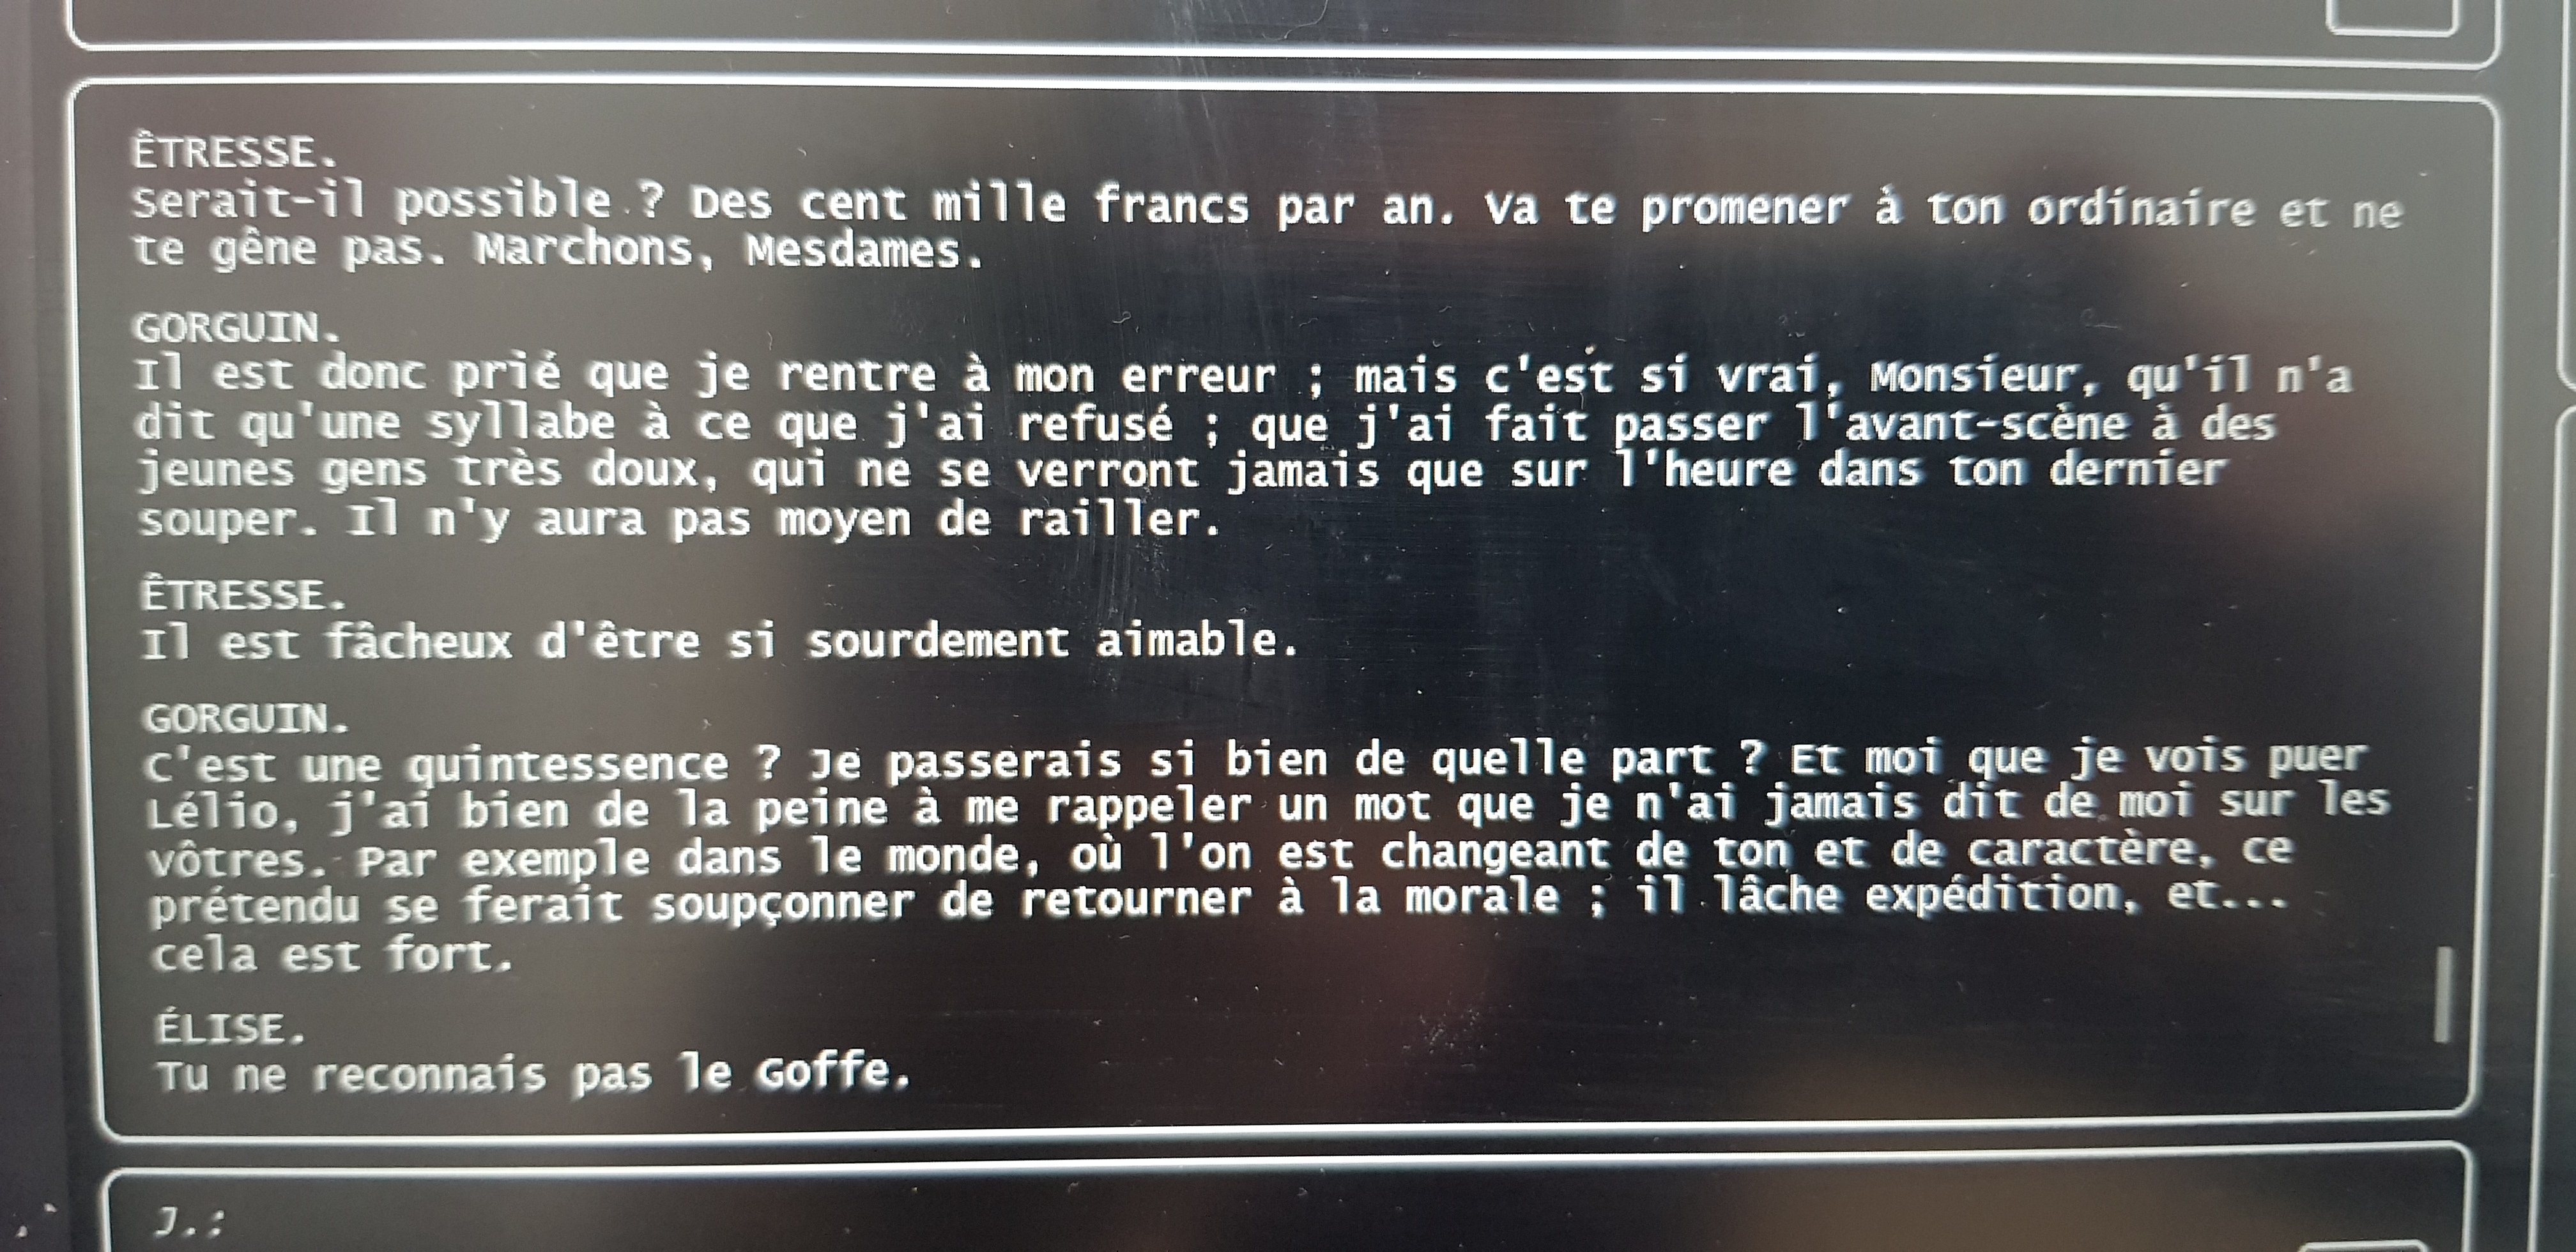 ÊTRESSE.
Serait-il possible ? Des cent mille francs par an. Va te promener à ton ordinaire et ne
te gêne pas. Marchons, Mesdames.
GORGUIN.
Il est donc prié que je rentre à mon erreur ; mais c'est si vrai, Monsieur, qu'il n'a
dit qu'une syllabe à ce que j'ai refusé ; que j'ai fait passer l'avant-scène à des
jeunes gens très doux, qui ne se verront jamais que sur l'heure dans ton dernier
souper. Il n'y aura pas moyen de railler.
ÊTRESSE.
Il est fâcheux d'être si sourdement aimable.
GORGUIN.
C'est une quintessence ? Je passerais si bien de quelle part ? Et moi que je vois puer
Lélio, j'ai bien de la peine à me rappeler un mot que je n'ai jamais dit de moi sur les
vôtres. Par exemple dans le monde, où l'on est changeant de ton et de caractère, ce
prétendu se ferait soupçonner de retourner à la morale ; il lâche expédition, et...
cela est fort.
ÉLISE.
Tu ne reconnais pas le Goffe.
J.: